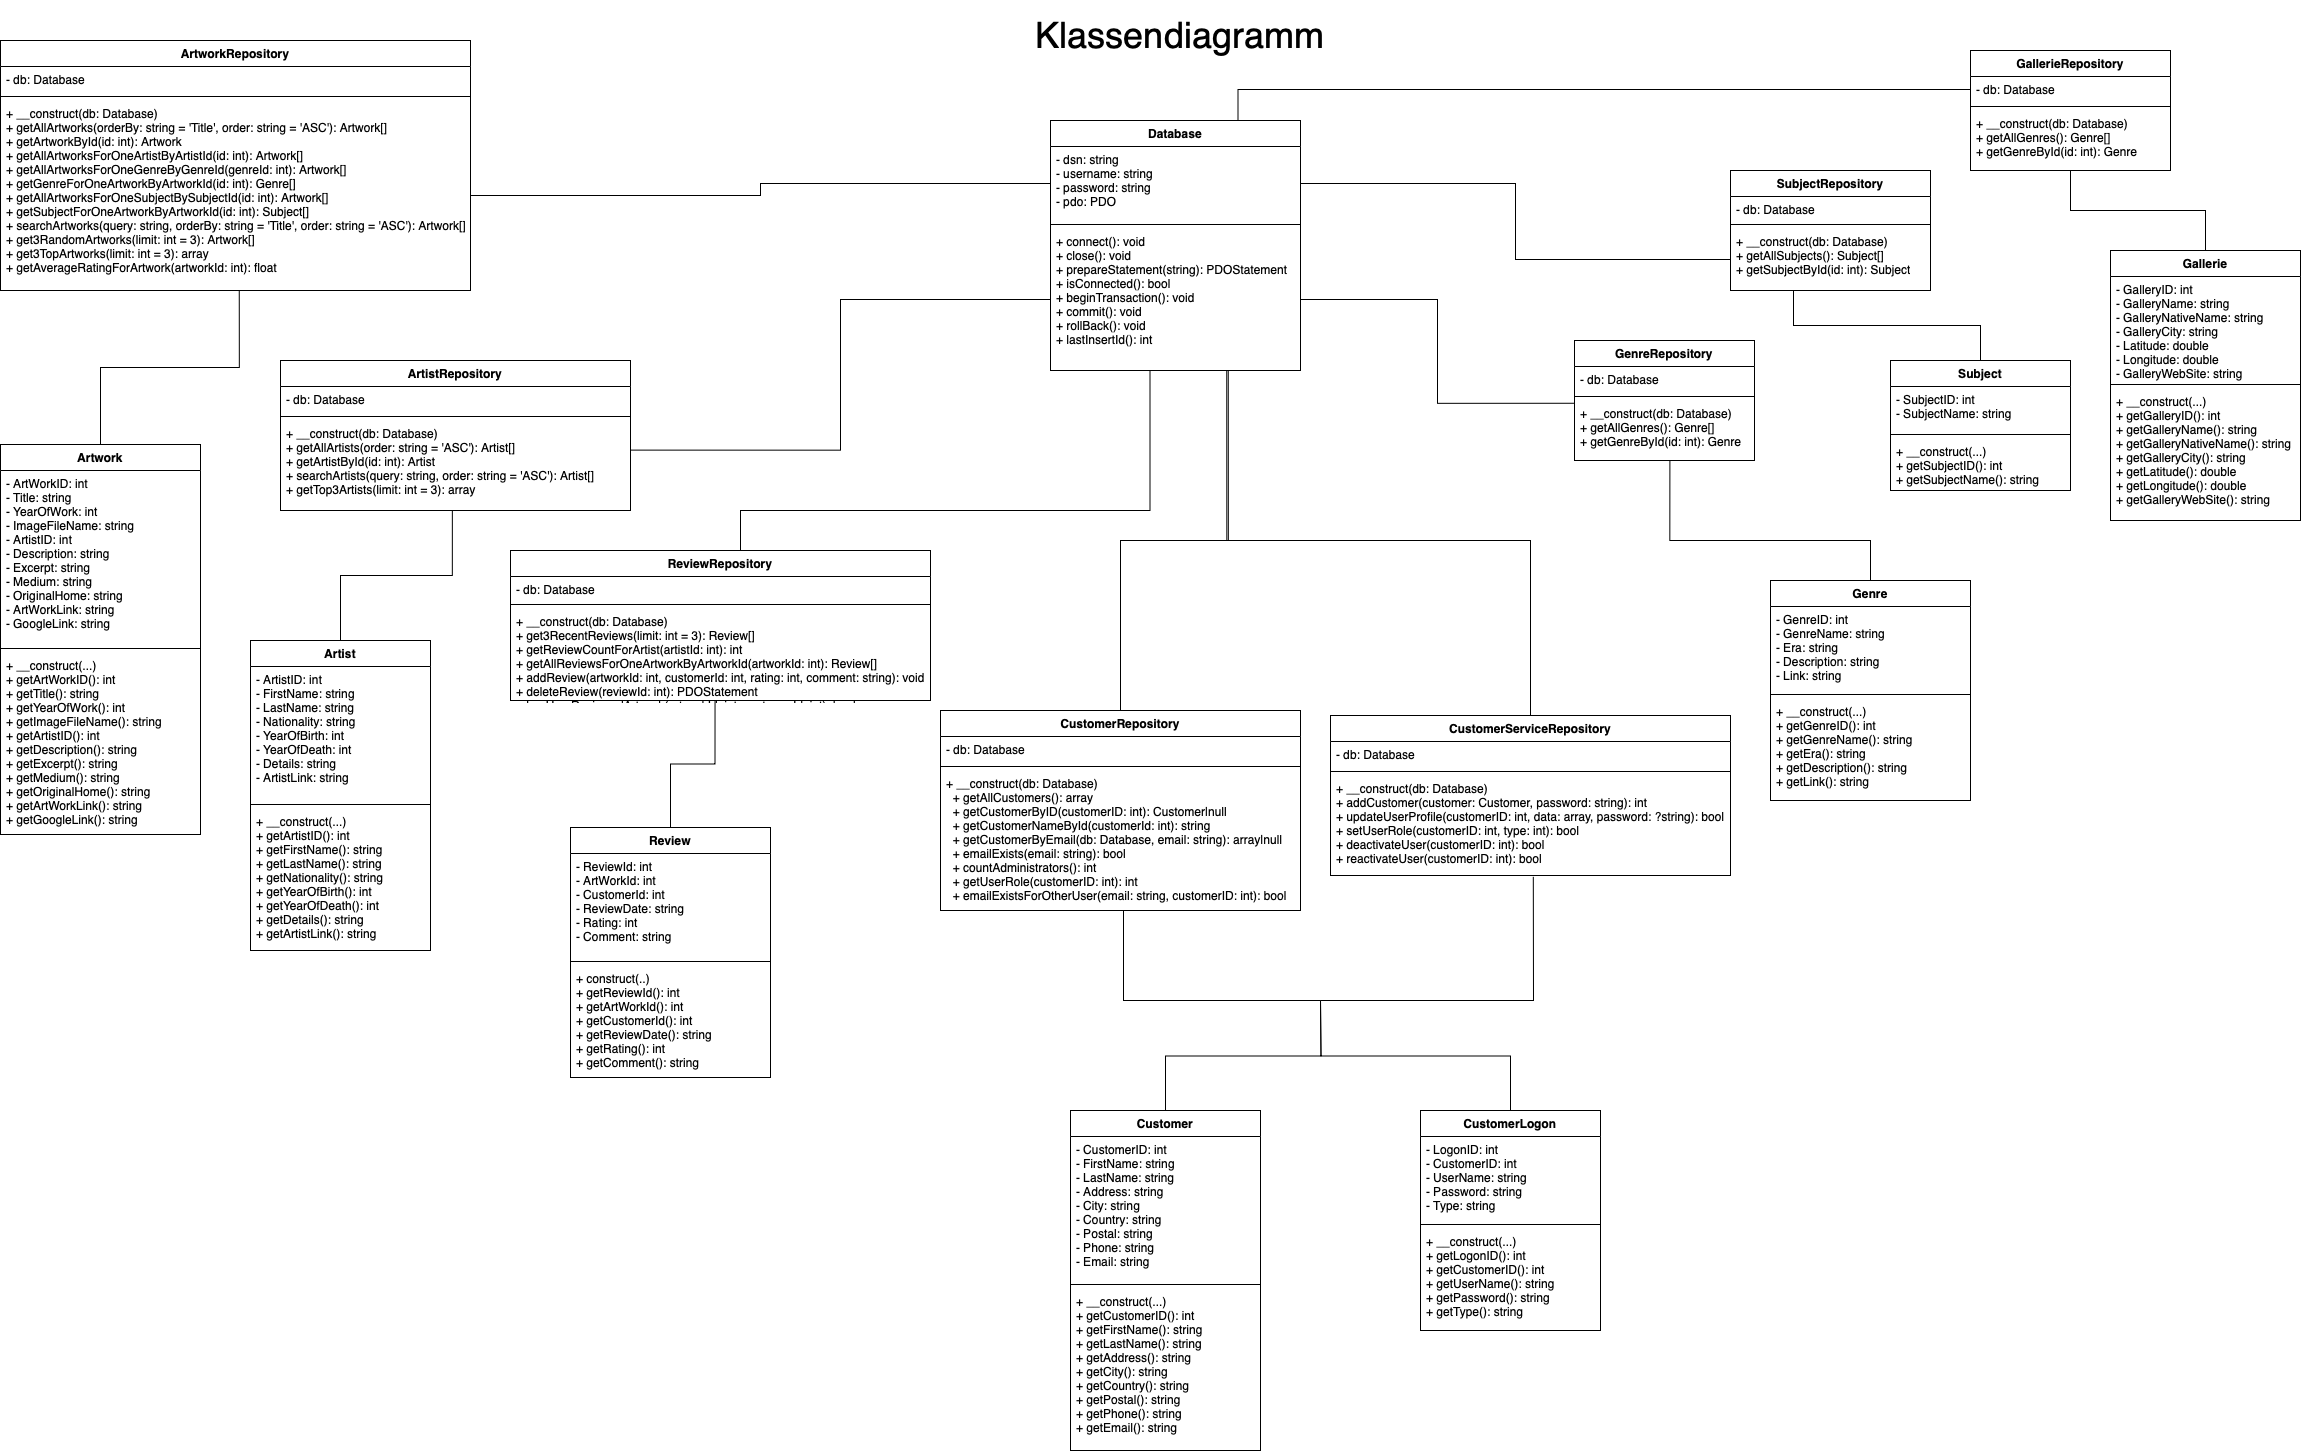 Klassendiagramm
ArtworkRepository
- db: Database
+ __construct(db: Database)
+ getAllArtworks(orderBy: string = 'Title', order: string = 'ASC'): Artwork[]
+ getArtworkById(id: int): Artwork
+ getAllArtworksForOneArtistByArtistId(id: int): Artwork[]
+ getAllArtworksForOneGenreByGenreId(genreId: int): Artwork[]
+ getGenreForOneArtworkByArtworkId(id: int): Genre[]
+ getAllArtworksForOneSubjectBySubjectId(id: int): Artwork[]
+ getSubjectForOneArtworkByArtworkId(id: int): Subject[]
+ searchArtworks(query: string, orderBy: string = 'Title', order: string = 'ASC'): Artwork[]
+ get3RandomArtworks(limit: int = 3): Artwork[]
+ get3TopArtworks(limit: int = 3): array
+ getAverageRatingForArtwork(artworkId: int): float
Database
- dsn: string
- username: string
- password: string
- pdo: PDO
+ connect(): void
+ close(): void
+ prepareStatement(string): PDOStatement
+ isConnected(): bool
+ beginTransaction(): void
+ commit(): void
+ rollBack(): void
+ lastInsertId(): int
GallerieRepository
- db: Database
+ __construct(db: Database)
+ getAllGenres(): Genre[]
+ getGenreById(id: int): Genre
SubjectRepository
- db: Database
+ __construct(db: Database)
+ getAllSubjects(): Subject[]
+ getSubjectById(id: int): Subject
Gallerie
- GalleryID: int
- GalleryName: string
- GalleryNativeName: string
- GalleryCity: string
- Latitude: double
- Longitude: double
- GalleryWebSite: string
+ __construct(...)
+ getGalleryID(): int
+ getGalleryName(): string
+ getGalleryNativeName(): string
+ getGalleryCity(): string
+ getLatitude(): double
+ getLongitude(): double
+ getGalleryWebSite(): string
GenreRepository
- db: Database
+ __construct(db: Database)
+ getAllGenres(): Genre[]
+ getGenreById(id: int): Genre
Subject
- SubjectID: int
- SubjectName: string
+ __construct(...)
+ getSubjectID(): int
+ getSubjectName(): string
ArtistRepository
- db: Database
+ __construct(db: Database)
+ getAllArtists(order: string = 'ASC'): Artist[]
+ getArtistById(id: int): Artist
+ searchArtists(query: string, order: string = 'ASC'): Artist[]
+ getTop3Artists(limit: int = 3): array
Artwork
- ArtWorkID: int
- Title: string
- YearOfWork: int
- ImageFileName: string
- ArtistID: int
- Description: string
- Excerpt: string
- Medium: string
- OriginalHome: string
- ArtWorkLink: string
- GoogleLink: string
+ __construct(...)
+ getArtWorkID(): int
+ getTitle(): string
+ getYearOfWork(): int
+ getImageFileName(): string
+ getArtistID(): int
+ getDescription(): string
+ getExcerpt(): string
+ getMedium(): string
+ getOriginalHome(): string
+ getArtWorkLink(): string
+ getGoogleLink(): string
Artist
- ArtistID: int
- FirstName: string
- LastName: string
- Nationality: string
- YearOfBirth: int
- YearOfDeath: int
- Details: string
- ArtistLink: string
+ __construct(...)
+ getArtistID(): int
+ getFirstName(): string
+ getLastName(): string
+ getNationality(): string
+ getYearOfBirth(): int
+ getYearOfDeath(): int
+ getDetails(): string
+ getArtistLink(): string
ReviewRepository
- db: Database
+ __construct(db: Database)
+ get3RecentReviews(limit: int = 3): Review[]
+ getReviewCountForArtist(artistId: int): int
+ getAllReviewsForOneArtworkByArtworkId(artworkId: int): Review[]
+ addReview(artworkId: int, customerId: int, rating: int, comment: string): void
+ deleteReview(reviewId: int): PDOStatement
Review
- ReviewId: int
- ArtWorkId: int
- CustomerId: int
- ReviewDate: string
- Rating: int
- Comment: string
+ construct(..)
+ getReviewId(): int
+ getArtWorkId(): int
+ getCustomerId(): int
+ getReviewDate(): string
+ getRating(): int
+ getComment(): string
CustomerRepository
- db: Database
+ __construct(db: Database)
+ getAllCustomers(): array
+ getCustomerByID(customerID: int): Customer|null
+ getCustomerNameById(customerId: int): string
+ getCustomerByEmail(db: Database, email: string): array|null
+ emailExists(email: string): bool
+ countAdministrators(): int
+ getUserRole(customerID: int): int
+ emailExistsForOtherUser(email: string, customerID: int): bool
CustomerServiceRepository
- db: Database
+ __construct(db: Database)
+ addCustomer(customer: Customer, password: string): int
+ updateUserProfile(customerID: int, data: array, password: ?string): bool
+ setUserRole(customerID: int, type: int): bool
+ deactivateUser(customerID: int): bool
+ reactivateUser(customerID: int): bool
Genre
- GenreID: int
- GenreName: string
- Era: string
- Description: string
- Link: string
+ __construct(...)
+ getGenreID(): int
+ getGenreName(): string
+ getEra(): string
+ getDescription(): string
+ getLink(): string
Customer
- CustomerID: int
- FirstName: string
- LastName: string
- Address: string
- City: string
- Country: string
- Postal: string
- Phone: string
- Email: string
+ __construct(...)
+ getCustomerID(): int
+ getFirstName(): string
+ getLastName(): string
+ getAddress(): string
+ getCity(): string
+ getCountry(): string
+ getPostal(): string
+ getPhone(): string
+ getEmail(): string
CustomerLogon
- LogonID: int
- CustomerID: int
- UserName: string
- Password: string
- Type: string
+ __construct(...)
+ getLogonID(): int
+ getCustomerID(): int
+ getUserName(): string
+ getPassword(): string
+ getType(): string